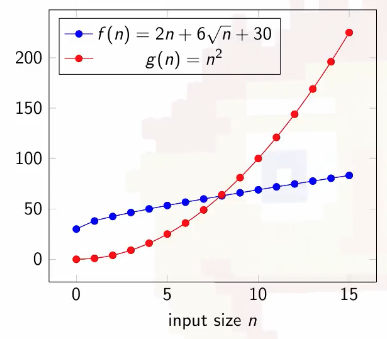 f(n) = 2n + 6√n + 30
g(n) = n²
200
150
100
50
0
0 5 10 15
input size n